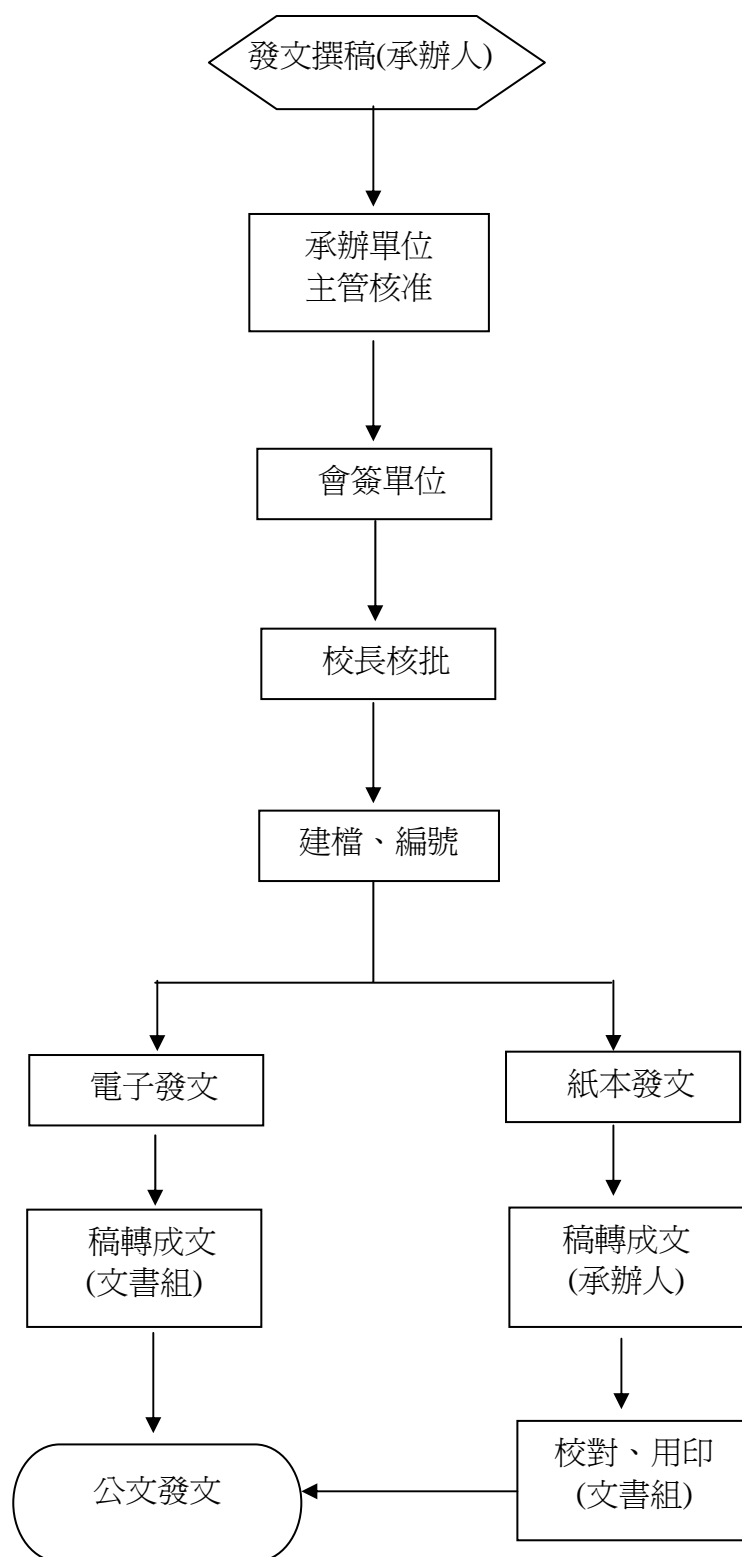 發文撰稿(承辦人)
承辦單位
主管核准
會簽單位
校長核批
建檔、編號
電子發文
紙本發文
稿轉成文
(文書組)
稿轉成文
(承辦人)
校對、用印
(文書組)
公文發文